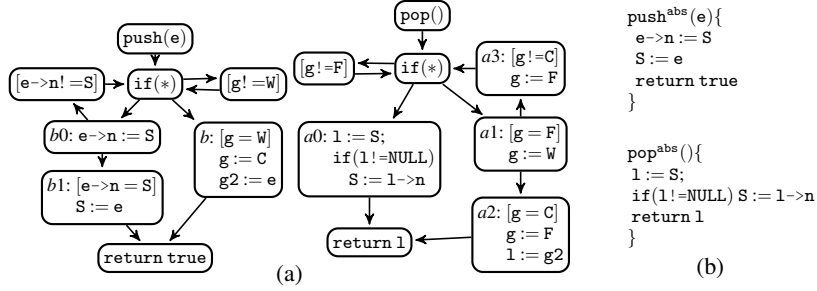 push(e)
[e->n!=S]
if(*)
[g!=W]
b0: e->n := S
b: [g = W]
g := C
g2 := e
b1: [e->n = S]
S := e
return true
pop()
[g!=F]
if(*)
a3: [g!=C]
g := F
a0: l := S;
if(l!=NULL)
S := l->n
a1: [g = F]
g := W
a2: [g = C]
g := F
l := g2
return l
(a)
push^abs(e){
e->n := S
S := e
return true
}
pop^abs(){
l := S;
if(l!=NULL) S := l->n
return l
}
(b)